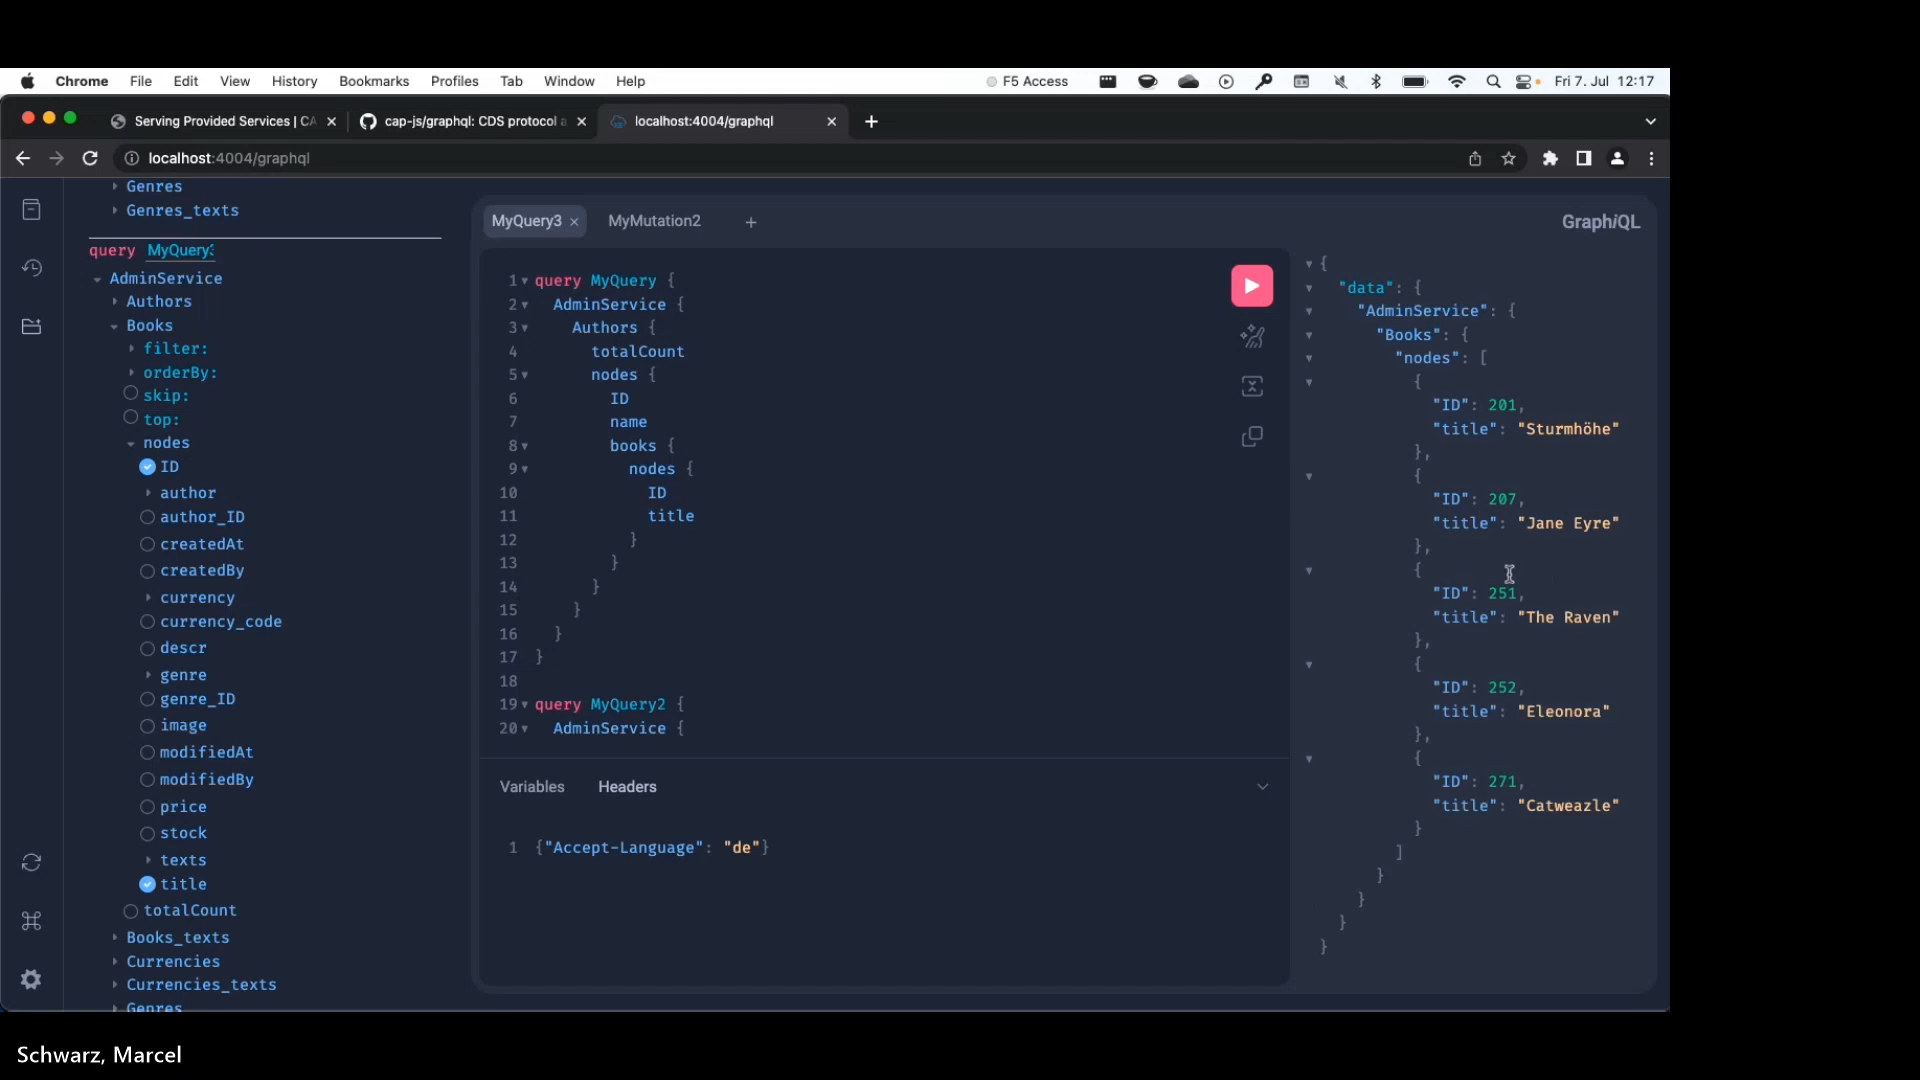 Chrome File Edit View History Bookmarks Profiles Tab Window Help F5 Access Fri 7. Jul 12:17
Serving Provided Services | CA
cap-js/graphql: CDS protocol a
localhost:4004/graphql
localhost:4004/graphql
Genres
Genres_texts
query MyQuery3
AdminService
Authors
Books
filter:
orderBy:
skip:
top:
nodes
ID
author
author_ID
createdAt
createdBy
currency
currency_code
descr
genre
genre_ID
image
modifiedAt
modifiedBy
price
stock
texts
title
totalCount
Books_texts
Currencies
Currencies_texts
Genres
MyQuery3 × MyMutation2 +
GraphiQL
1 query MyQuery {
2 AdminService {
3 Authors {
4 totalCount
5 nodes {
6 ID
7 name
8 books {
9 nodes {
10 ID
11 title
12 }
13 }
14 }
15 }
16 }
17 }
18
19 query MyQuery2 {
20 AdminService {
Variables Headers
1 {"Accept-Language": "de"}
{
"data": {
"AdminService": {
"Books": {
"nodes": [
{
"ID": 201,
"title": "Sturmhöhe"
},
{
"ID": 207,
"title": "Jane Eyre"
},
{
"ID": 251,
"title": "The Raven"
},
{
"ID": 252,
"title": "Eleonora"
},
{
"ID": 271,
"title": "Catweazle"
}
]
}
}
}
}
Schwarz, Marcel